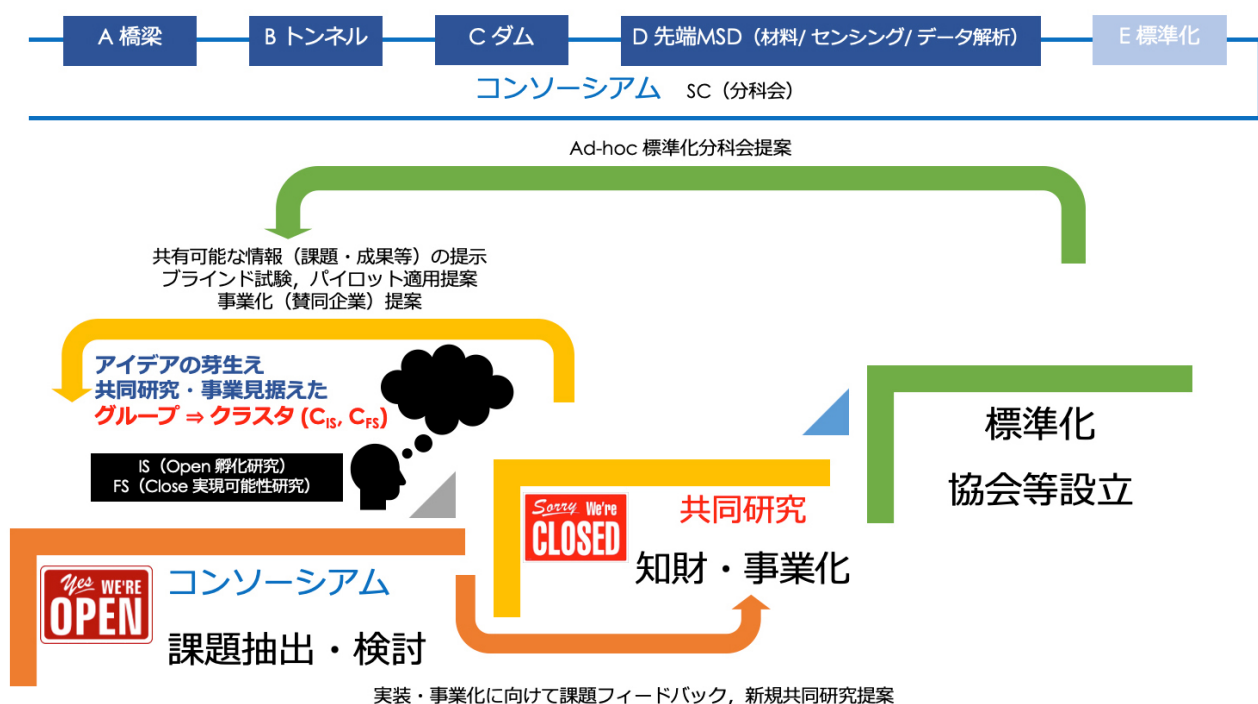 A 橋梁
B トンネル
C ダム
D 先端MSD（材料/ センシング/ データ解析）
E 標準化
コンソーシアム SC（分科会）
Ad-hoc 標準化分科会提案
共有可能な情報（課題・成果等）の提示
ブラインド試験，パイロット適用提案
事業化（賛同企業）提案
アイデアの芽生え
共同研究・事業見据えた
グループ ⇒ クラスタ (CIS, CFS)
IS（Open 孵化研究）
FS（Close 実現可能性研究）
標準化
協会等設立
Sorry We're
CLOSED
共同研究
知財・事業化
Yes WE'RE
OPEN
コンソーシアム
課題抽出・検討
実装・事業化に向けて課題フィードバック，新規共同研究提案